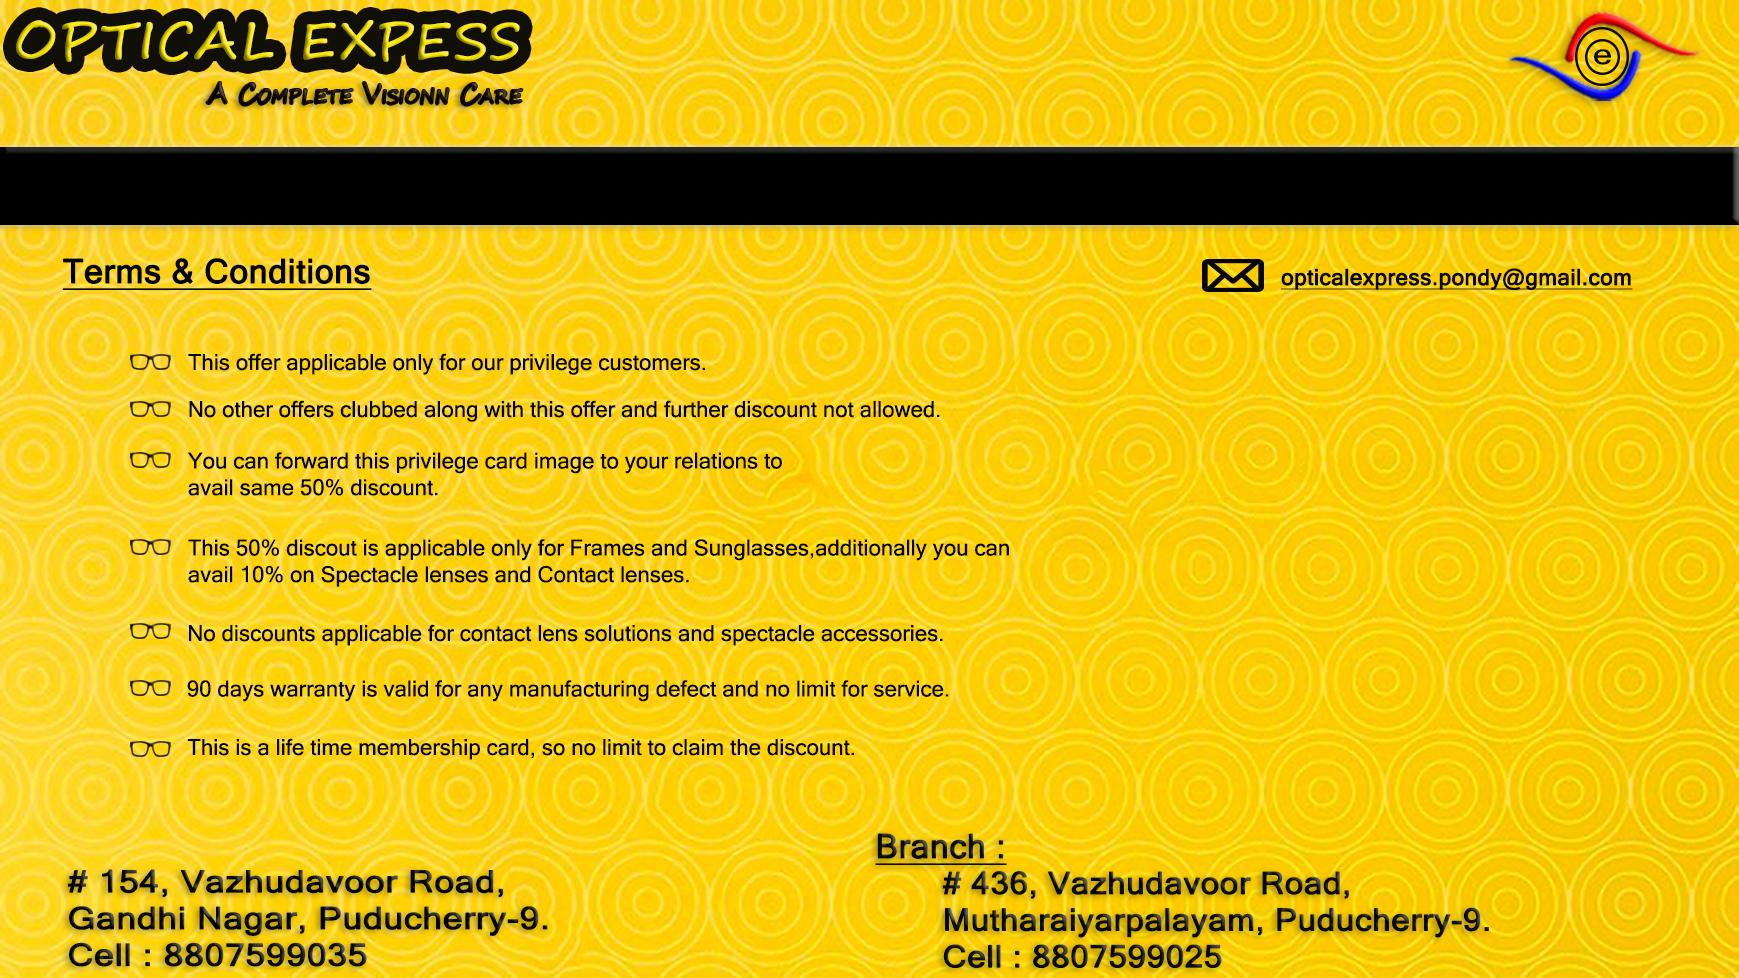 OPTICAL EXPESS
A COMPLETE VISIONN CARE
e
Terms & Conditions
opticalexpress.pondy@gmail.com
This offer applicable only for our privilege customers.
No other offers clubbed along with this offer and further discount not allowed.
You can forward this privilege card image to your relations to
avail same 50% discount.
This 50% discout is applicable only for Frames and Sunglasses,additionally you can
avail 10% on Spectacle lenses and Contact lenses.
No discounts applicable for contact lens solutions and spectacle accessories.
90 days warranty is valid for any manufacturing defect and no limit for service.
This is a life time membership card, so no limit to claim the discount.
# 154, Vazhudavoor Road,
Gandhi Nagar, Puducherry-9.
Cell : 8807599035
Branch :
# 436, Vazhudavoor Road,
Mutharaiyarpalayam, Puducherry-9.
Cell : 8807599025